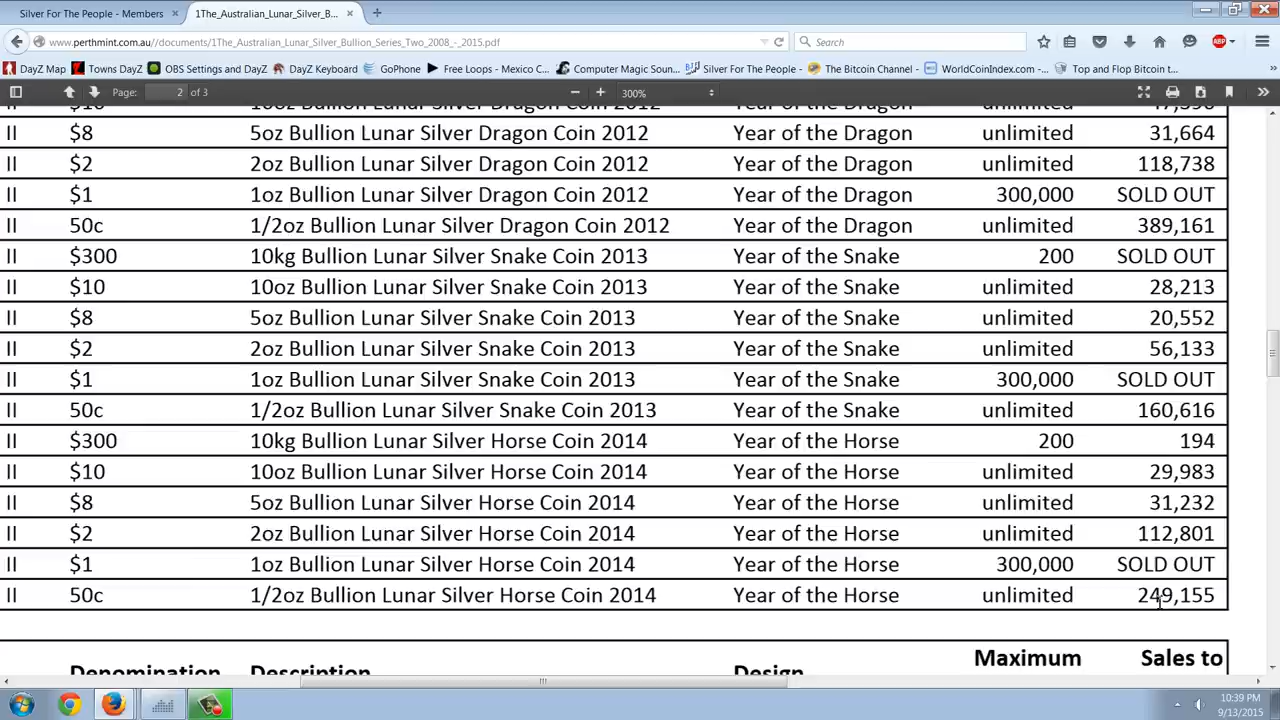 Silver For The People - Members × 1The_Australian_Lunar_Silver_B... × +
www.perthmint.com.au/documents/1The_Australian_Lunar_Silver_Bullion_Series_Two_2008_-_2015.pdf Search ABP
DayZ Map Towns DayZ OBS Settings and DayZ DayZ Keyboard GoPhone Free Loops - Mexico C... Computer Magic Soun... Silver For The People - ... The Bitcoin Channel - ... WorldCoinIndex.com -... Top and Flop Bitcoin t... »
Page: 2 of 3 300%
II $8 5oz Bullion Lunar Silver Dragon Coin 2012 Year of the Dragon unlimited 31,664
II $2 2oz Bullion Lunar Silver Dragon Coin 2012 Year of the Dragon unlimited 118,738
II $1 1oz Bullion Lunar Silver Dragon Coin 2012 Year of the Dragon 300,000 SOLD OUT
II 50c 1/2oz Bullion Lunar Silver Dragon Coin 2012 Year of the Dragon unlimited 389,161
II $300 10kg Bullion Lunar Silver Snake Coin 2013 Year of the Snake 200 SOLD OUT
II $10 10oz Bullion Lunar Silver Snake Coin 2013 Year of the Snake unlimited 28,213
II $8 5oz Bullion Lunar Silver Snake Coin 2013 Year of the Snake unlimited 20,552
II $2 2oz Bullion Lunar Silver Snake Coin 2013 Year of the Snake unlimited 56,133
II $1 1oz Bullion Lunar Silver Snake Coin 2013 Year of the Snake 300,000 SOLD OUT
II 50c 1/2oz Bullion Lunar Silver Snake Coin 2013 Year of the Snake unlimited 160,616
II $300 10kg Bullion Lunar Silver Horse Coin 2014 Year of the Horse 200 194
II $10 10oz Bullion Lunar Silver Horse Coin 2014 Year of the Horse unlimited 29,983
II $8 5oz Bullion Lunar Silver Horse Coin 2014 Year of the Horse unlimited 31,232
II $2 2oz Bullion Lunar Silver Horse Coin 2014 Year of the Horse unlimited 112,801
II $1 1oz Bullion Lunar Silver Horse Coin 2014 Year of the Horse 300,000 SOLD OUT
II 50c 1/2oz Bullion Lunar Silver Horse Coin 2014 Year of the Horse unlimited 249,155
Maximum Sales to
Denomination Description Design
10:39 PM
9/13/2015